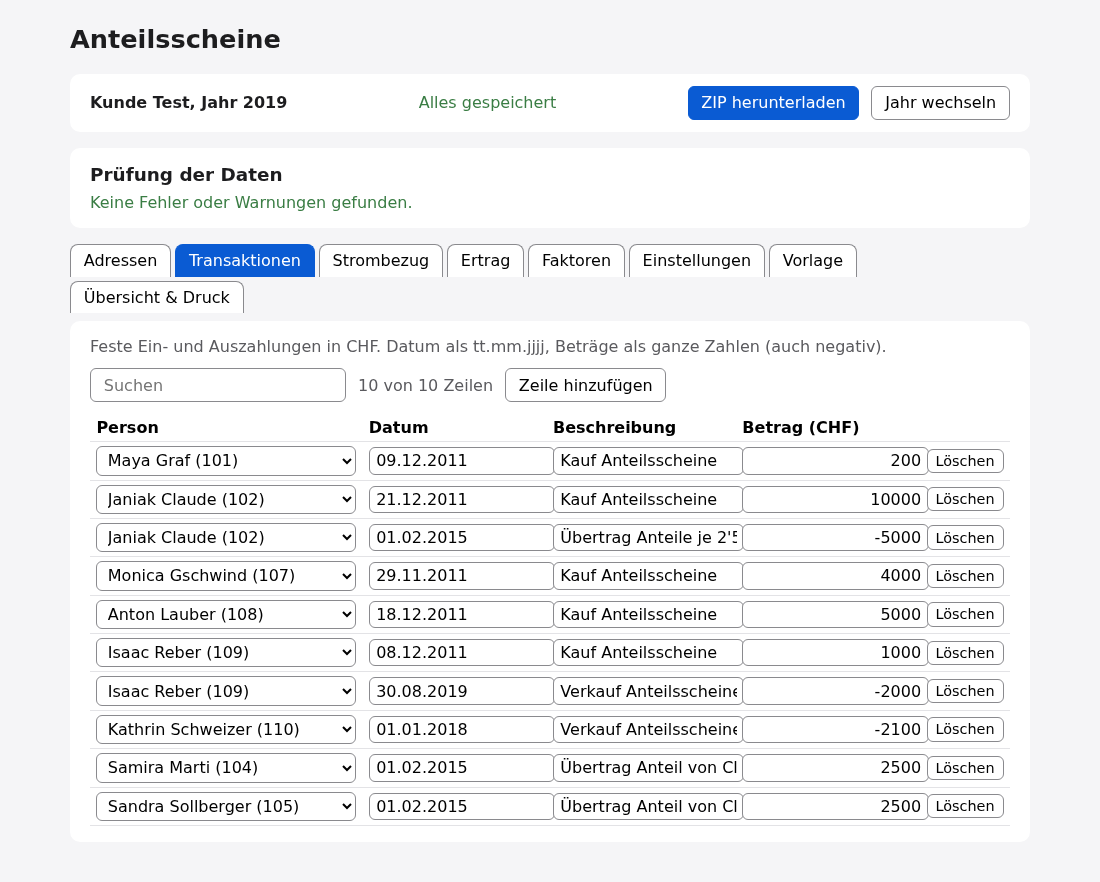 Anteilsscheine
Kunde Test, Jahr 2019 Alles gespeichert ZIP herunterladen Jahr wechseln
Prüfung der Daten
Keine Fehler oder Warnungen gefunden.
Adressen Transaktionen Strombezug Ertrag Faktoren Einstellungen Vorlage
Übersicht & Druck
Feste Ein- und Auszahlungen in CHF. Datum als tt.mm.jjjj, Beträge als ganze Zahlen (auch negativ).
Suchen 10 von 10 Zeilen Zeile hinzufügen
Person Datum Beschreibung Betrag (CHF)
Maya Graf (101) 09.12.2011 Kauf Anteilsscheine 200 Löschen
Janiak Claude (102) 21.12.2011 Kauf Anteilsscheine 10000 Löschen
Janiak Claude (102) 01.02.2015 Übertrag Anteile je 2'5 -5000 Löschen
Monica Gschwind (107) 29.11.2011 Kauf Anteilsscheine 4000 Löschen
Anton Lauber (108) 18.12.2011 Kauf Anteilsscheine 5000 Löschen
Isaac Reber (109) 08.12.2011 Kauf Anteilsscheine 1000 Löschen
Isaac Reber (109) 30.08.2019 Verkauf Anteilsscheine -2000 Löschen
Kathrin Schweizer (110) 01.01.2018 Verkauf Anteilsscheine -2100 Löschen
Samira Marti (104) 01.02.2015 Übertrag Anteil von 2500 Löschen
Sandra Sollberger (105) 01.02.2015 Übertrag Anteil von 2500 Löschen